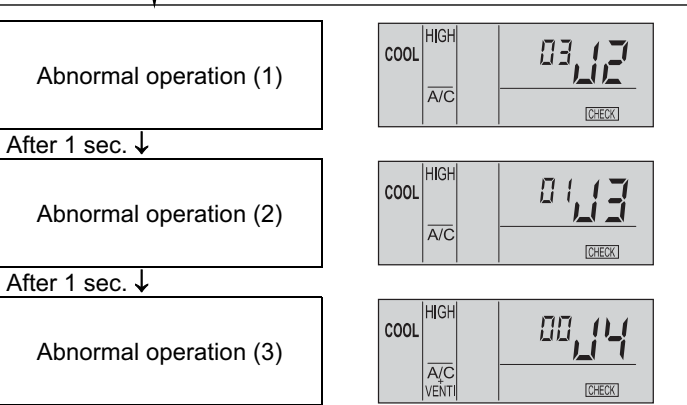 Abnormal operation (1)
COOL HIGH A/C 03 J2 CHECK
After 1 sec. ↓
Abnormal operation (2)
COOL HIGH A/C 01 J3 CHECK
After 1 sec. ↓
Abnormal operation (3)
COOL HIGH A/C + VENTI 00 J4 CHECK